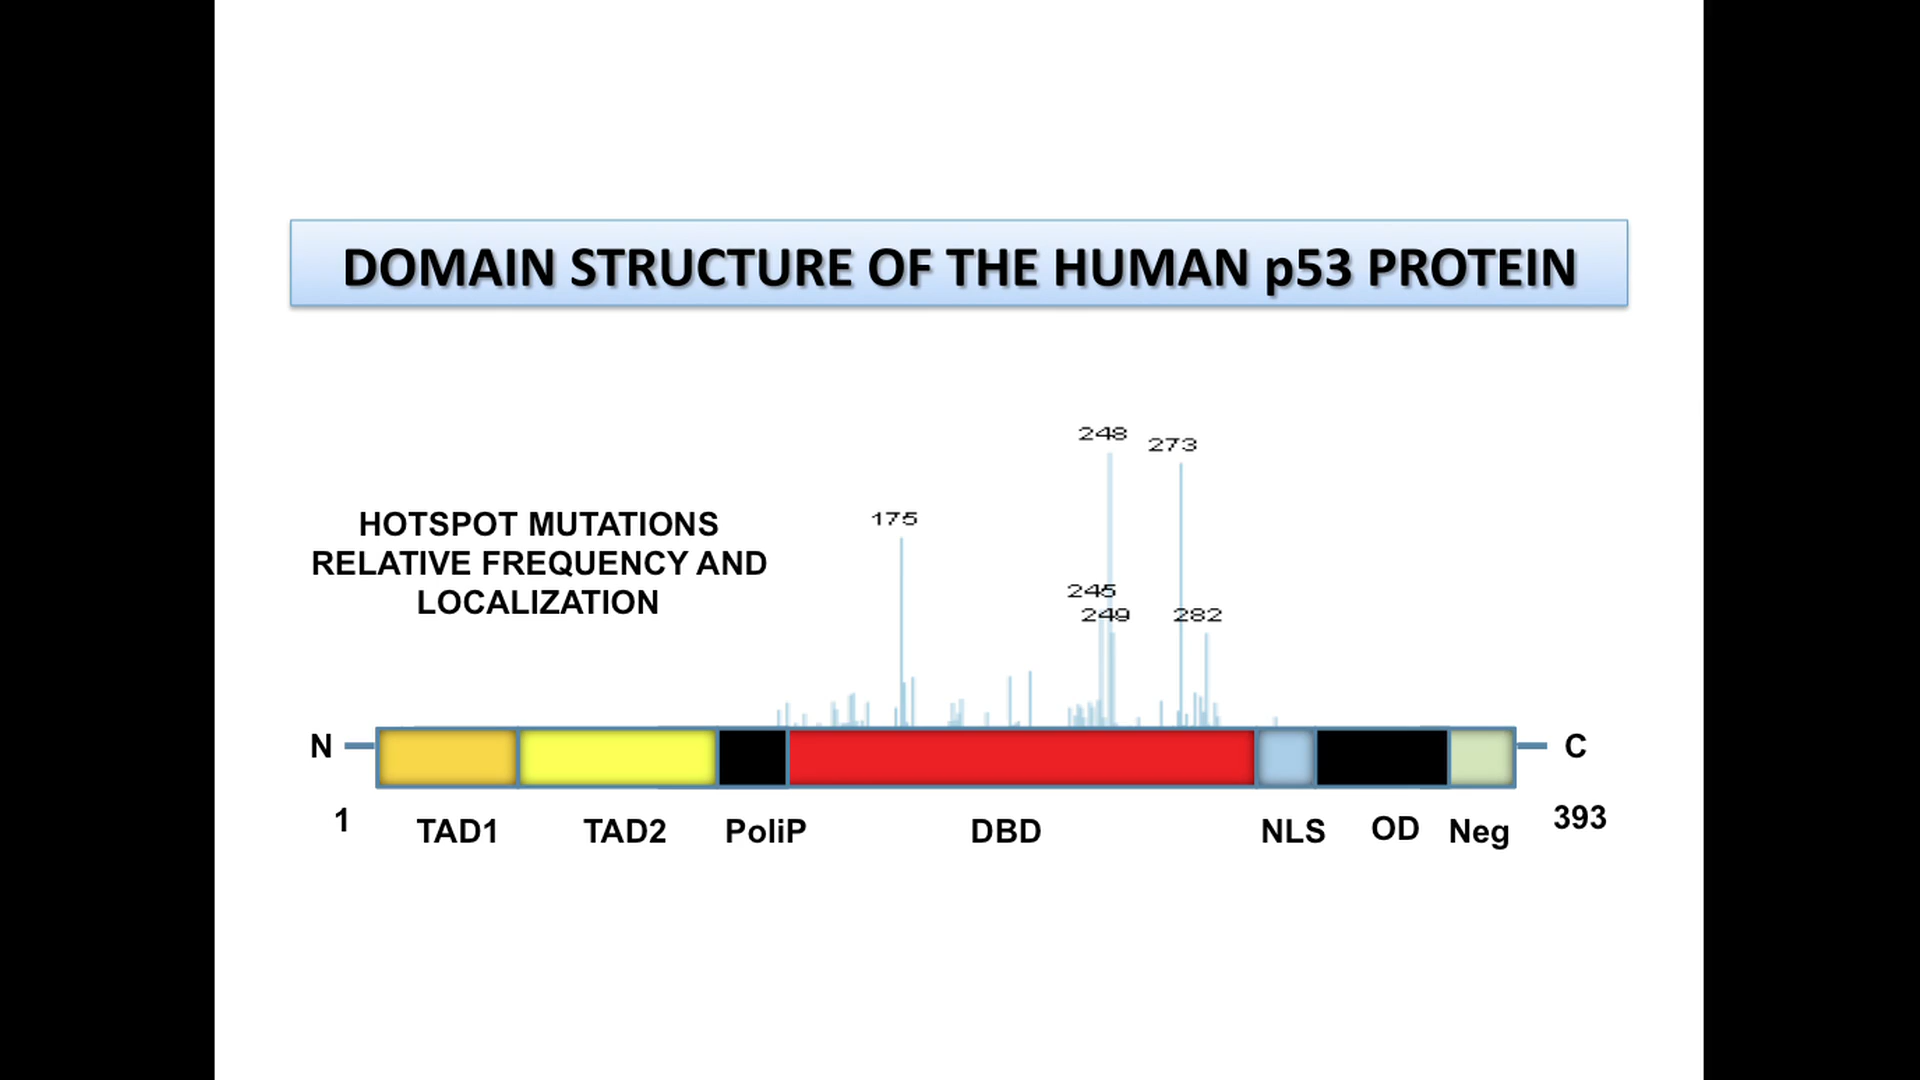 DOMAIN STRUCTURE OF THE HUMAN p53 PROTEIN
248
273
175
HOTSPOT MUTATIONS
RELATIVE FREQUENCY AND
LOCALIZATION
245
249
282
N
C
1
TAD1
TAD2
PoliP
DBD
NLS
OD
Neg
393